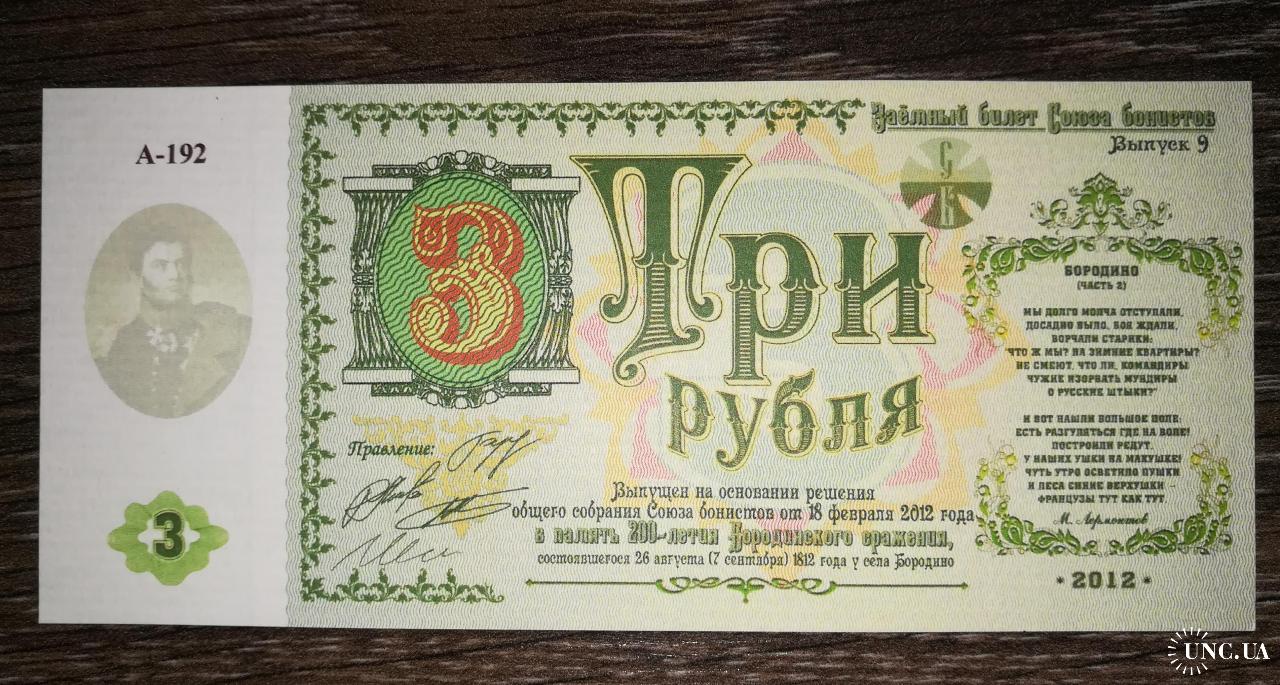 А-192
3
3
Заёмный билет Союза бонистов
Выпуск 9
С
Б
Три
рубля
Правление:
Выпущен на основании решения
общего собрания Союза бонистов от 18 февраля 2012 года
в память 200-летия Бородинского сражения,
состоявшегося 26 августа (7 сентября) 1812 года у села Бородино
БОРОДИНО
(ЧАСТЬ 2)
МЫ ДОЛГО МОЛЧА ОТСТУПАЛИ,
ДОСАДНО БЫЛО, БОЯ ЖДАЛИ,
ВОРЧАЛИ СТАРИКИ:
"ЧТО Ж МЫ? НА ЗИМНИЕ КВАРТИРЫ?
НЕ СМЕЮТ, ЧТО ЛИ, КОМАНДИРЫ
ЧУЖИЕ ИЗОРВАТЬ МУНДИРЫ
О РУССКИЕ ШТЫКИ?"
И ВОТ НАШЛИ БОЛЬШОЕ ПОЛЕ:
ЕСТЬ РАЗГУЛЯТЬСЯ ГДЕ НА ВОЛЕ!
ПОСТРОИЛИ РЕДУТ.
У НАШИХ УШКИ НА МАКУШКЕ!
ЧУТЬ УТРО ОСВЕТИЛО ПУШКИ
И ЛЕСА СИНИЕ ВЕРХУШКИ –
ФРАНЦУЗЫ ТУТ КАК ТУТ.
М. Лермонтов
* 2012 *
UNC.UA